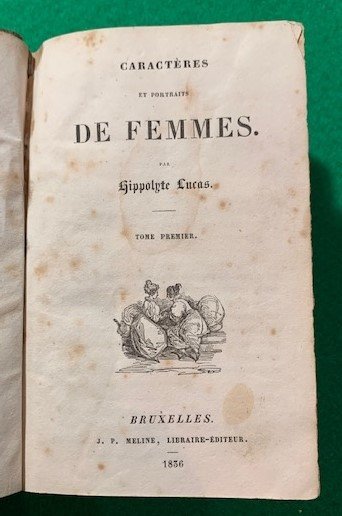 CARACTÈRES
ET PORTRAITS
DE FEMMES.
PAR
Hippolyte Lucas.
TOME PREMIER.
BRUXELLES.
J. P. MELINE, LIBRAIRE-ÉDITEUR.
1836